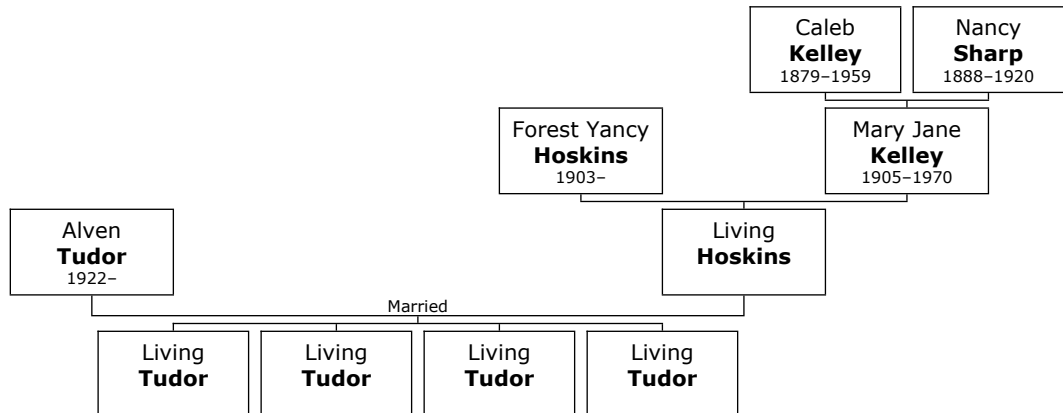 Caleb
Kelley
1879–1959
Nancy
Sharp
1888–1920
Forest Yancy
Hoskins
1903–
Mary Jane
Kelley
1905–1970
Alven
Tudor
1922–
Living
Hoskins
Married
Living
Tudor
Living
Tudor
Living
Tudor
Living
Tudor